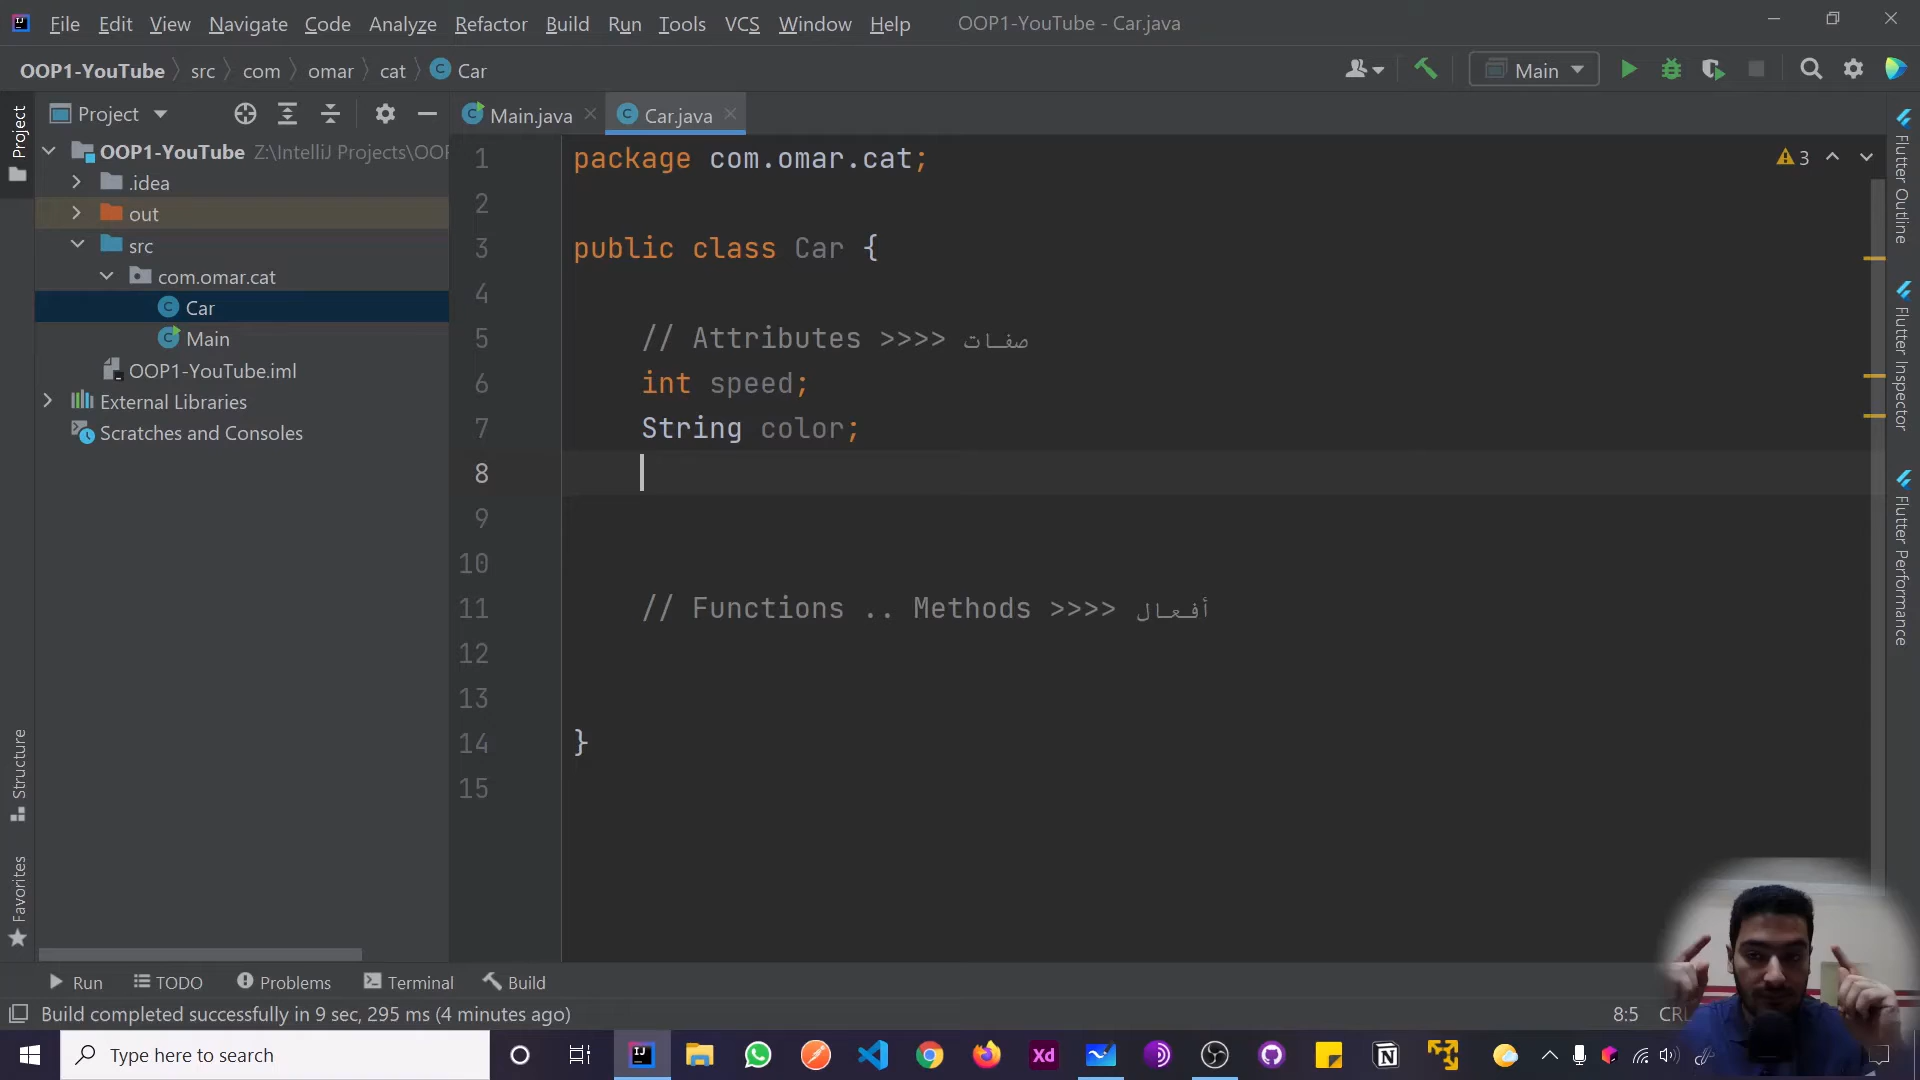 File Edit View Navigate Code Analyze Refactor Build Run Tools VCS Window Help OOP1-YouTube - Car.java
OOP1-YouTube src com omar cat Car
Main
Project
Main.java
Car.java
Project
OOP1-YouTube Z:\IntelliJ Projects\OOP
.idea
out
src
com.omar.cat
Car
Main
OOP1-YouTube.iml
External Libraries
Scratches and Consoles
Structure
Favorites
1 package com.omar.cat;
2
3 public class Car {
4
5 // Attributes >>>> صفات
6 int speed;
7 String color;
8
9
10
11 // Functions .. Methods >>>> أفعال
12
13
14 }
15
3
Flutter Outline
Flutter Inspector
Flutter Performance
Run TODO Problems Terminal Build
Build completed successfully in 9 sec, 295 ms (4 minutes ago)
8:5 CRL
Type here to search